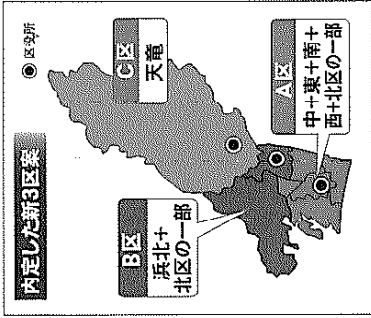 内定した新3区案
◉区役所
C区
天竜
B区
浜北+
北区の一部
A区
中+東+南+
西+北区の一部